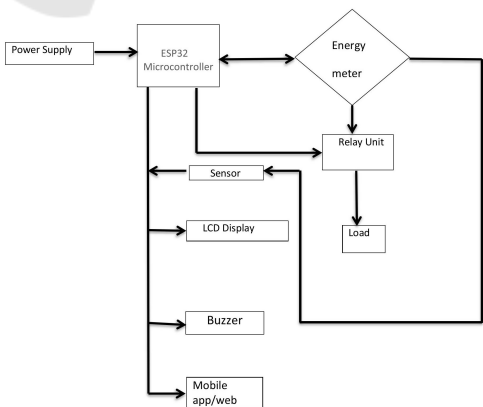 Power Supply
ESP32
Microcontroller
Energy
meter
Relay Unit
Sensor
LCD Display
Load
Buzzer
Mobile
app/web